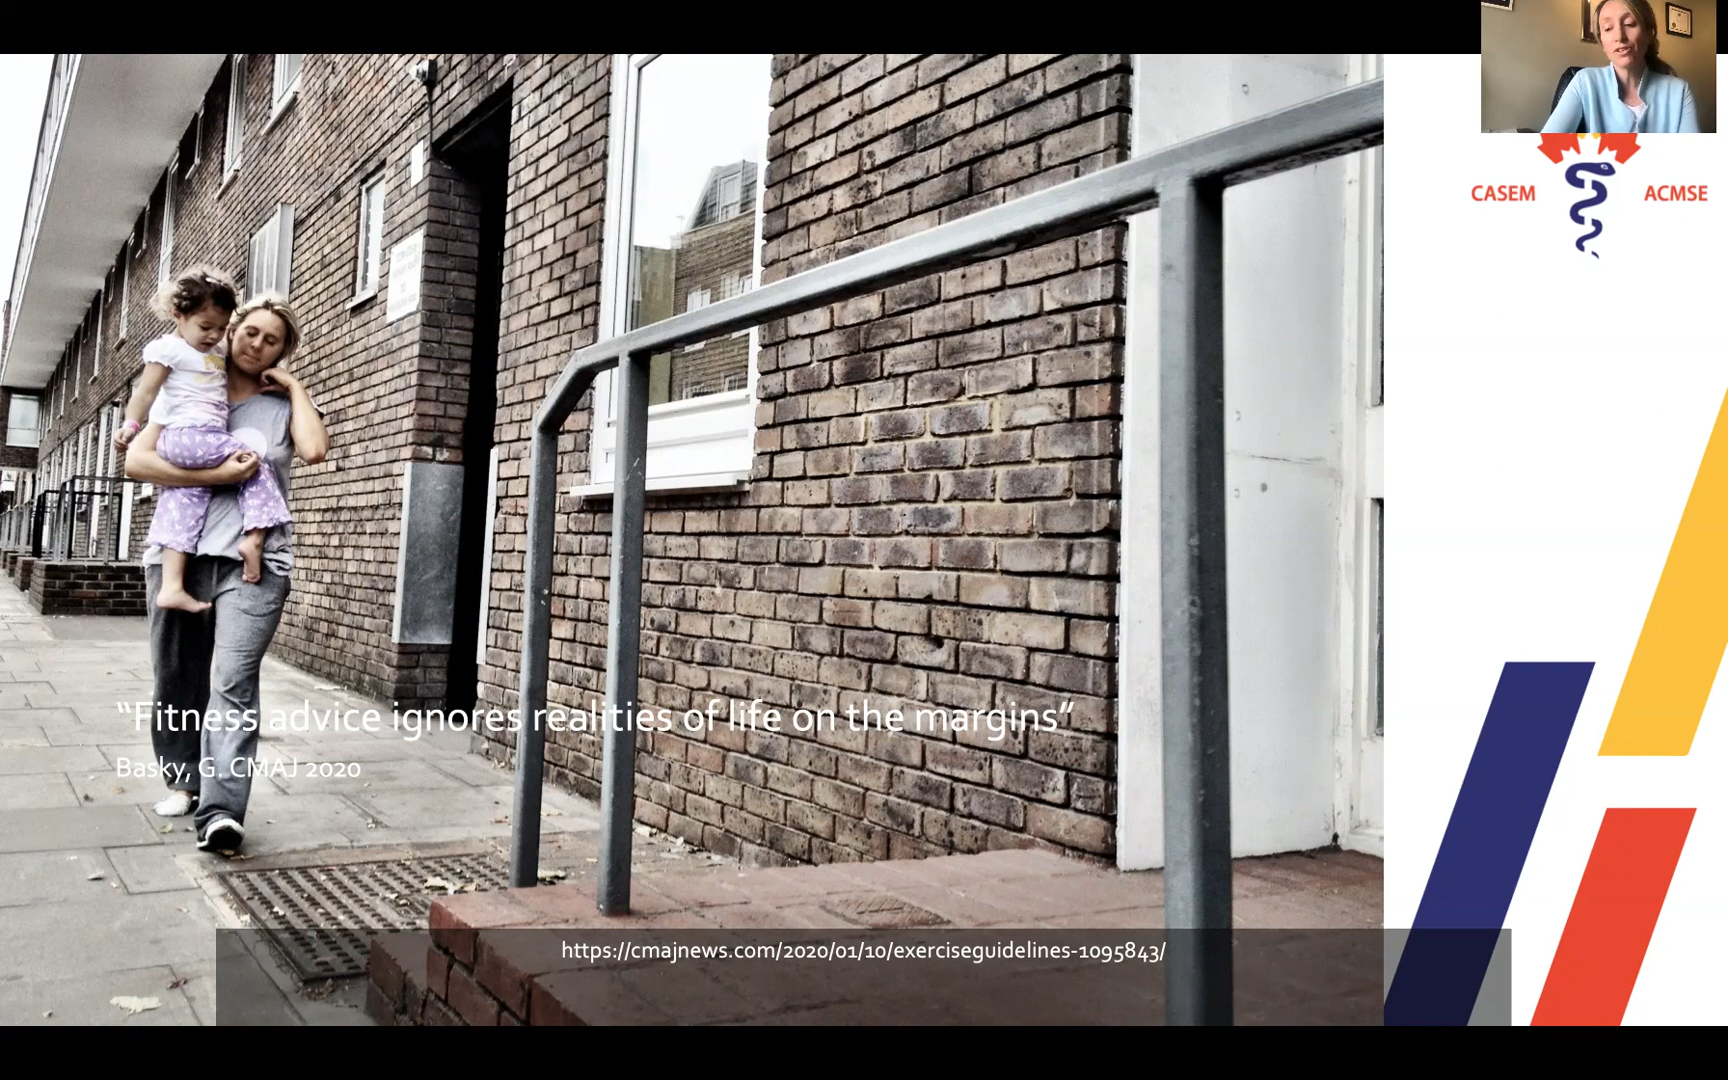 CASEM
ACMSE
“Fitness advice ignores realities of life on the margins”
Basky, G. CMAJ 2020
https://cmajnews.com/2020/01/10/exerciseguidelines-1095843/